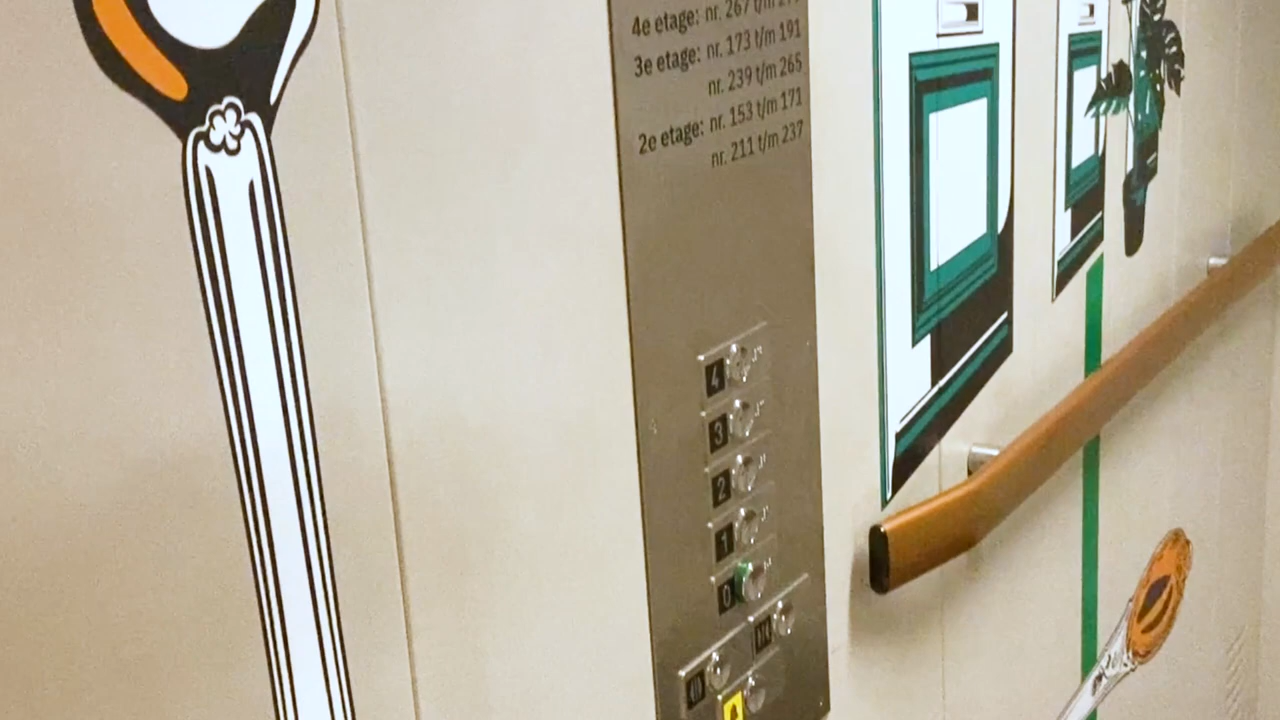 4e etage: nr. 267 t/m
3e etage: nr. 173 t/m 191
nr. 239 t/m 265
2e etage: nr. 153 t/m 171
nr. 211 t/m 237
4
3
2
1
0